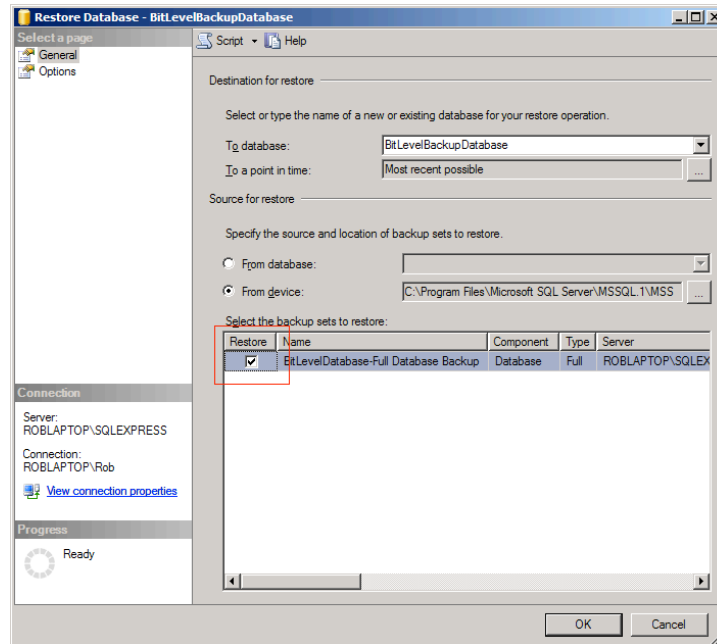 Restore Database - BitLevelBackupDatabase
Select a page
General
Options
Script
Help
Destination for restore
Select or type the name of a new or existing database for your restore operation.
To database:
BitLevelBackupDatabase
To a point in time:
Most recent possible
...
Source for restore
Specify the source and location of backup sets to restore.
From database:
From device:
C:\Program Files\Microsoft SQL Server\MSSQL.1\MSS
...
Select the backup sets to restore:
Restore Name Component Type Server
BitLevelDatabase-Full Database Backup Database Full ROBLAPTOP\SQLEX
Connection
Server:
ROBLAPTOP\SQLEXPRESS
Connection:
ROBLAPTOP\Rob
View connection properties
Progress
Ready
OK Cancel